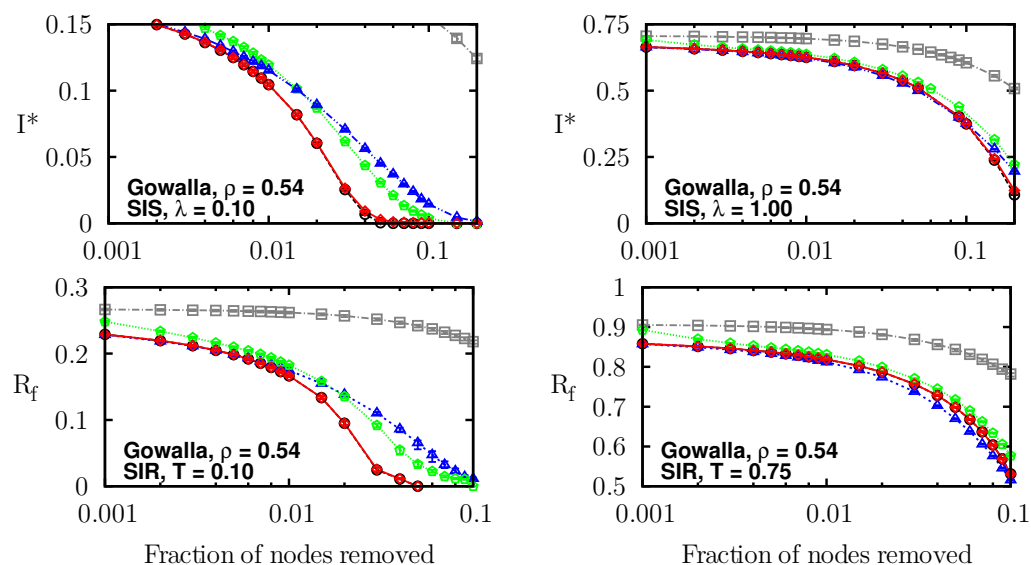 0.15
0.10
0.05
0
I*
Gowalla, ρ = 0.54
SIS, λ = 0.10
0.001
0.01
0.1
0.75
0.50
0.25
0
I*
Gowalla, ρ = 0.54
SIS, λ = 1.00
0.001
0.01
0.1
0.3
0.2
0.1
0
R_f
Gowalla, ρ = 0.54
SIR, T = 0.10
0.001
0.01
0.1
Fraction of nodes removed
1
0.9
0.8
0.7
0.6
0.5
R_f
Gowalla, ρ = 0.54
SIR, T = 0.75
0.001
0.01
0.1
Fraction of nodes removed